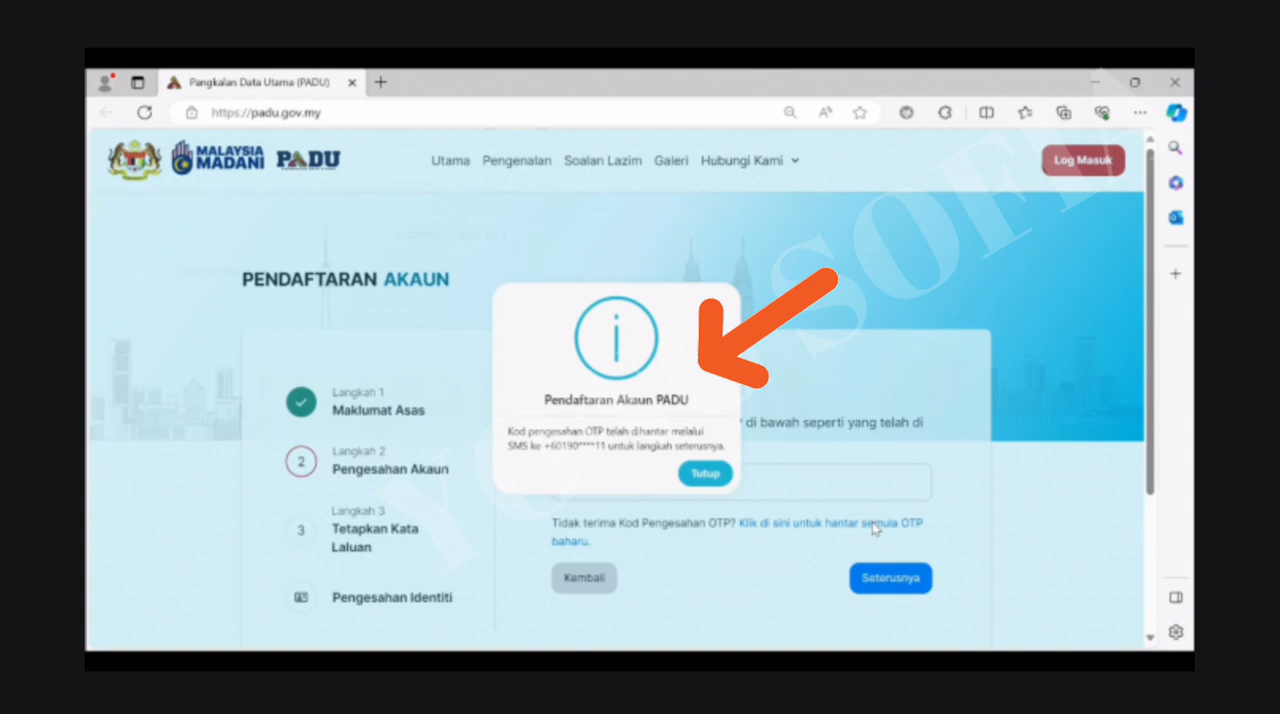 Pangkalan Data Utama (PADU)
https://padu.gov.my
MALAYSIA
MADANI
PADU
Utama Pengenalan Soalan Lazim Galeri Hubungi Kami
Log Masuk
PENDAFTARAN AKAUN
Langkah 1
Maklumat Asas
2
Langkah 2
Pengesahan Akaun
3
Langkah 3
Tetapkan Kata
Laluan
Pengesahan Identiti
Pendaftaran Akaun PADU
Kod pengesahan OTP telah dihantar melalui
SMS ke +60190****11 untuk langkah seterusnya.
Tutup
di bawah seperti yang telah di
Tidak terima Kod Pengesahan OTP? Klik di sini untuk hantar semula OTP
baharu.
Kembali
Seterusnya